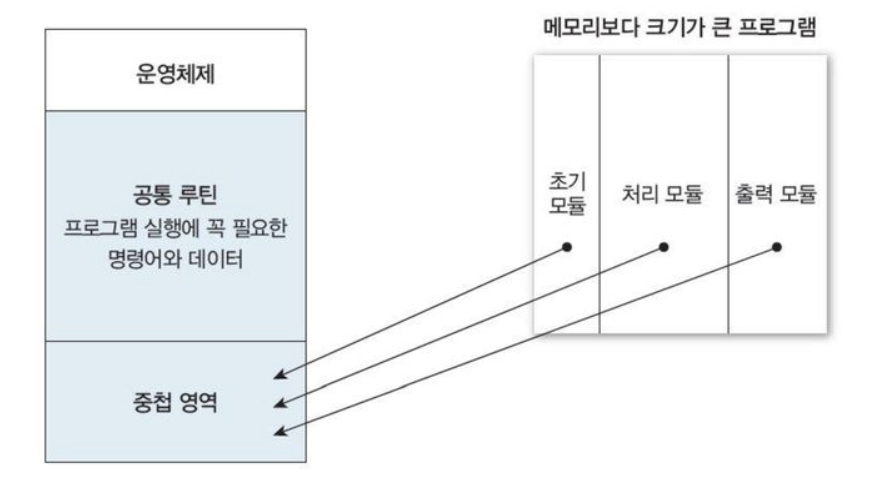 메모리보다 크기가 큰 프로그램
운영체제
공통 루틴
프로그램 실행에 꼭 필요한
명령어와 데이터
중첩 영역
초기
모듈
처리 모듈
출력 모듈